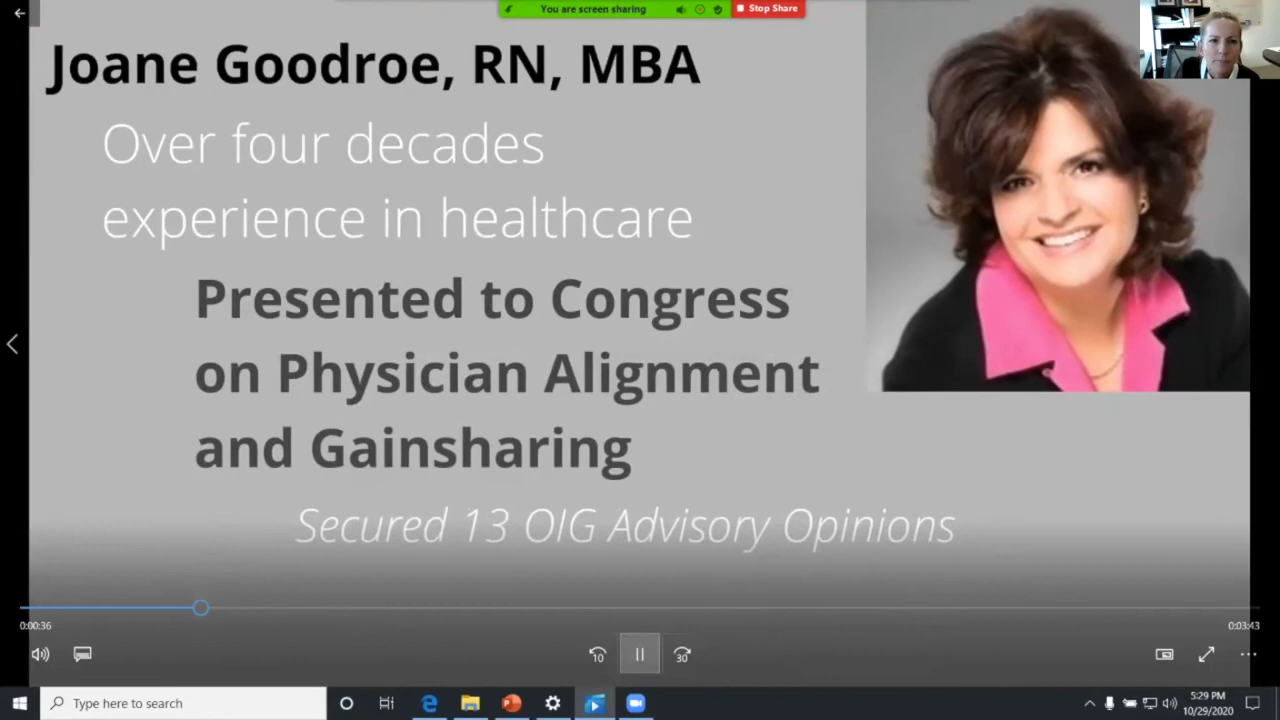 You are screen sharing
Stop Share
Joane Goodroe, RN, MBA
Over four decades
experience in healthcare
Presented to Congress
on Physician Alignment
and Gainsharing
Secured 13 OIG Advisory Opinions
0:00:36
0:03:43
10
30
Type here to search
5:29 PM
10/29/2020